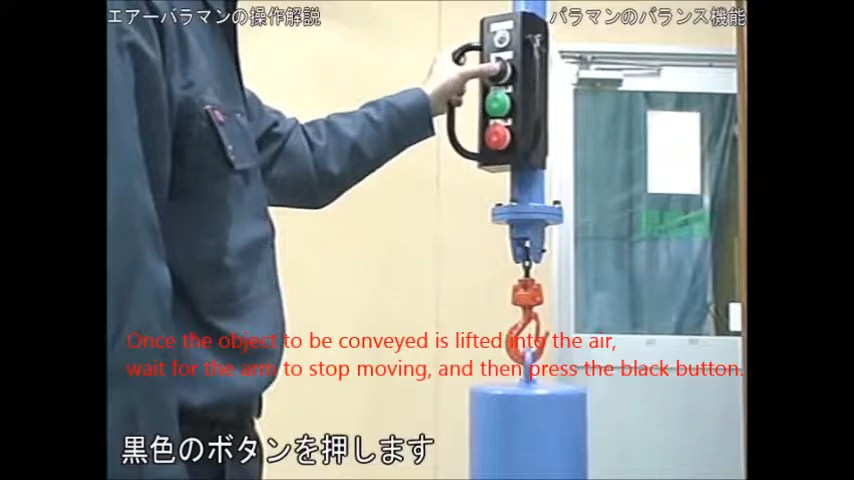 エアーバラマンの操作解説
バラマンのバランス機能
Once the object to be conveyed is lifted into the air,
wait for the arm to stop moving, and then press the black button.
黒色のボタンを押します